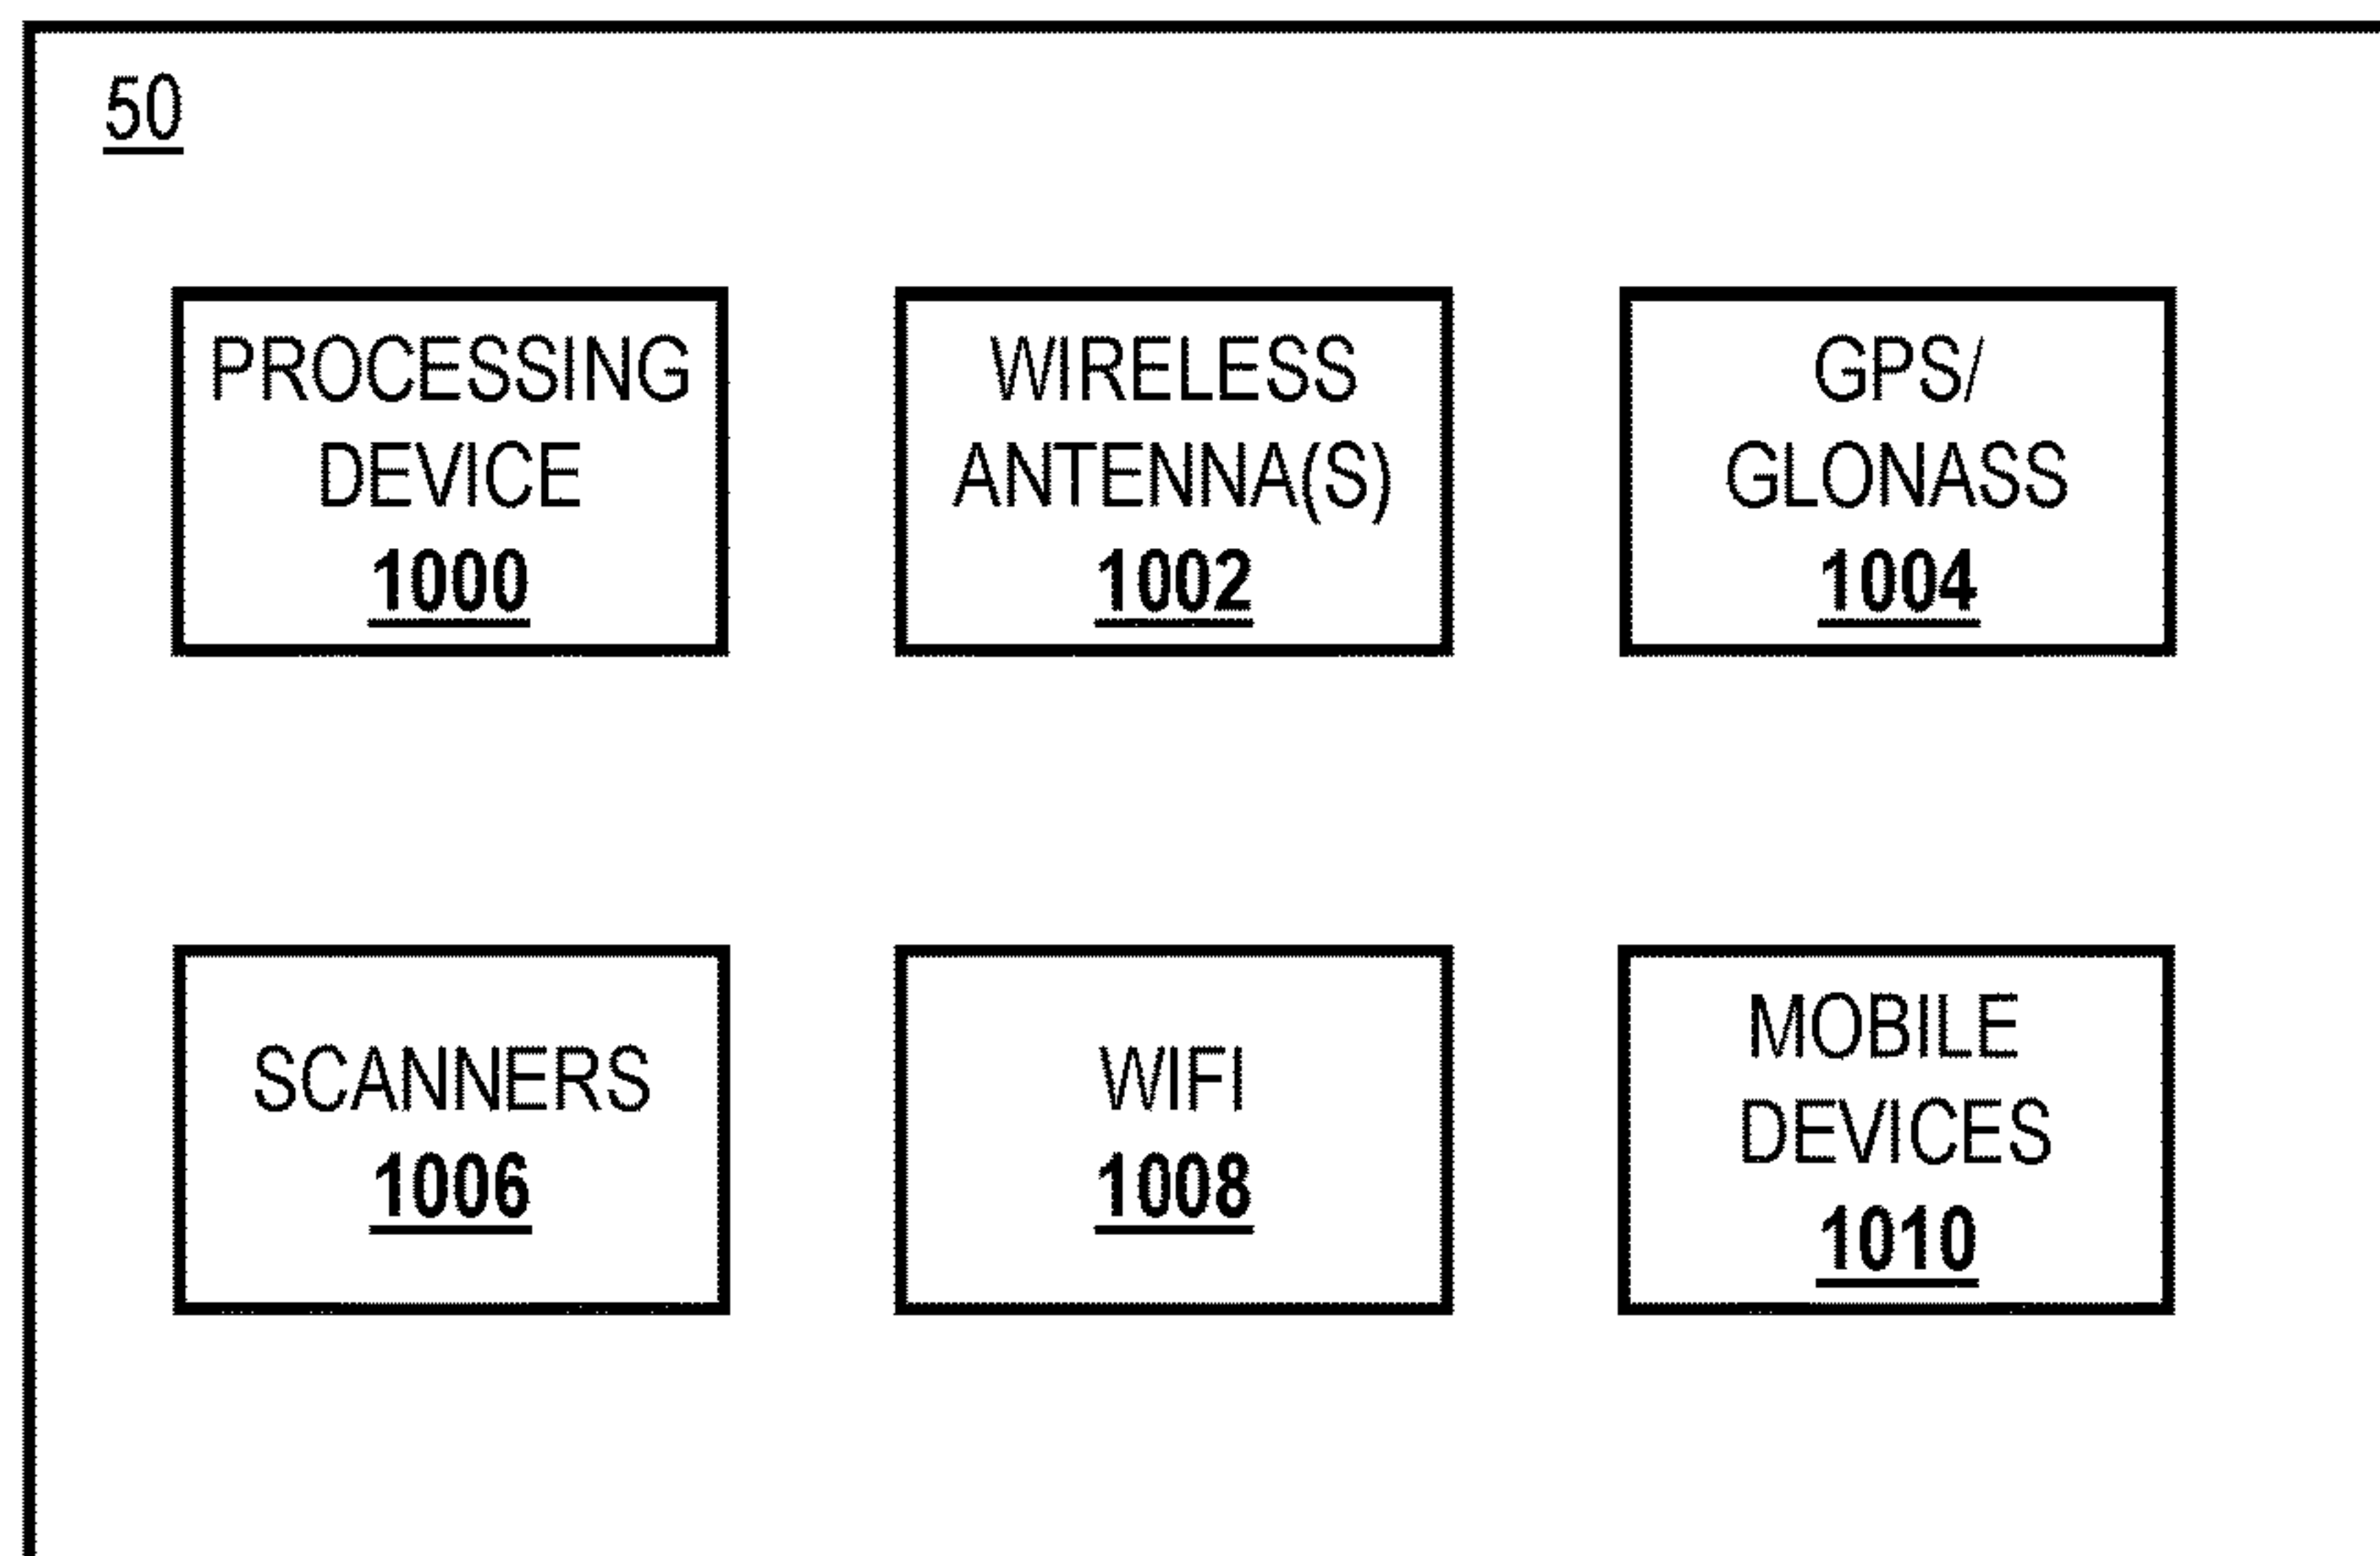 50
PROCESSING
DEVICE
1000
WIRELESS
ANTENNA(S)
1002
GPS/
GLONASS
1004
SCANNERS
1006
WIFI
1008
MOBILE
DEVICES
1010